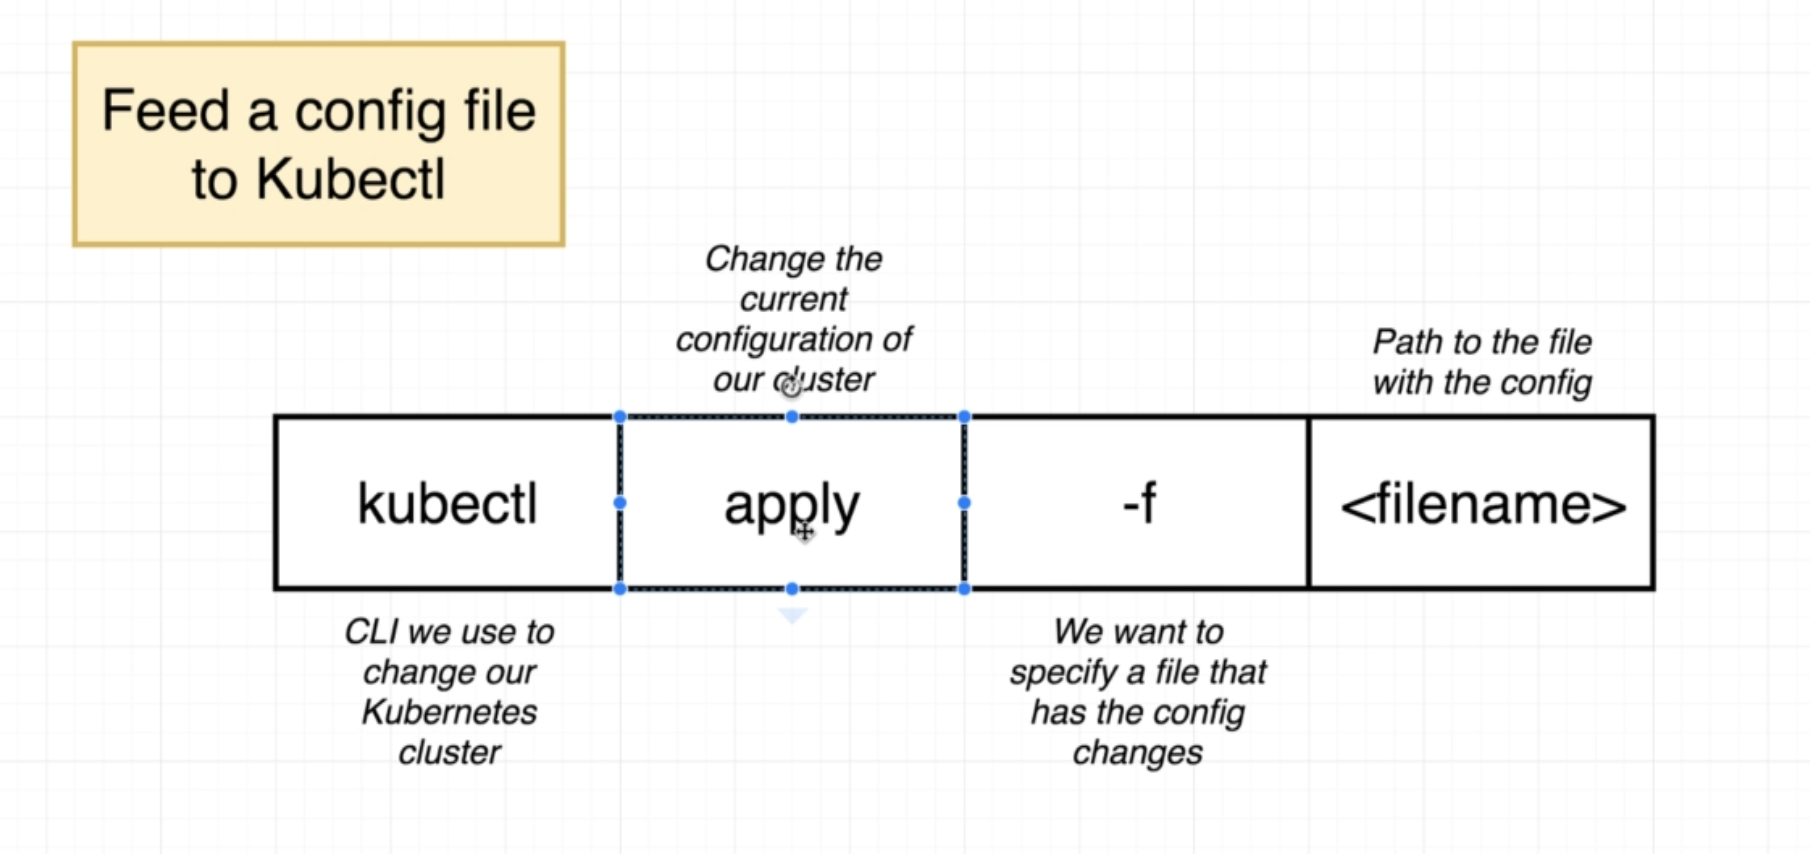 Feed a config file
to Kubectl
Change the
current
configuration of
our cluster
Path to the file
with the config
kubectl
apply
-f
<filename>
CLI we use to
change our
Kubernetes
cluster
We want to
specify a file that
has the config
changes